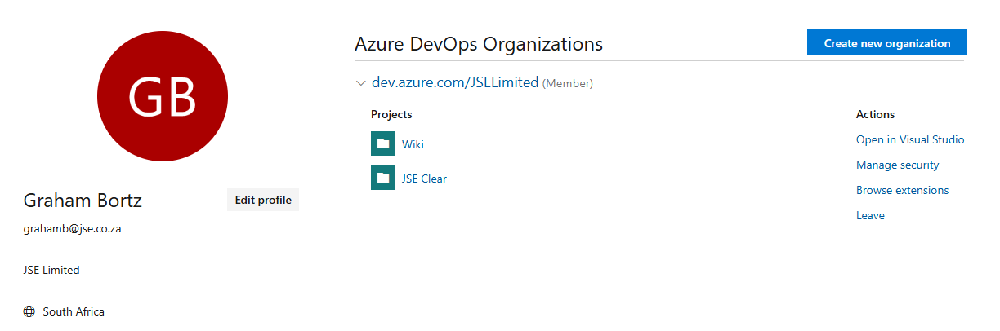 GB
Graham Bortz
Edit profile
grahamb@jse.co.za
JSE Limited
South Africa
Azure DevOps Organizations
Create new organization
dev.azure.com/JSELimited (Member)
Projects
Wiki
JSE Clear
Actions
Open in Visual Studio
Manage security
Browse extensions
Leave